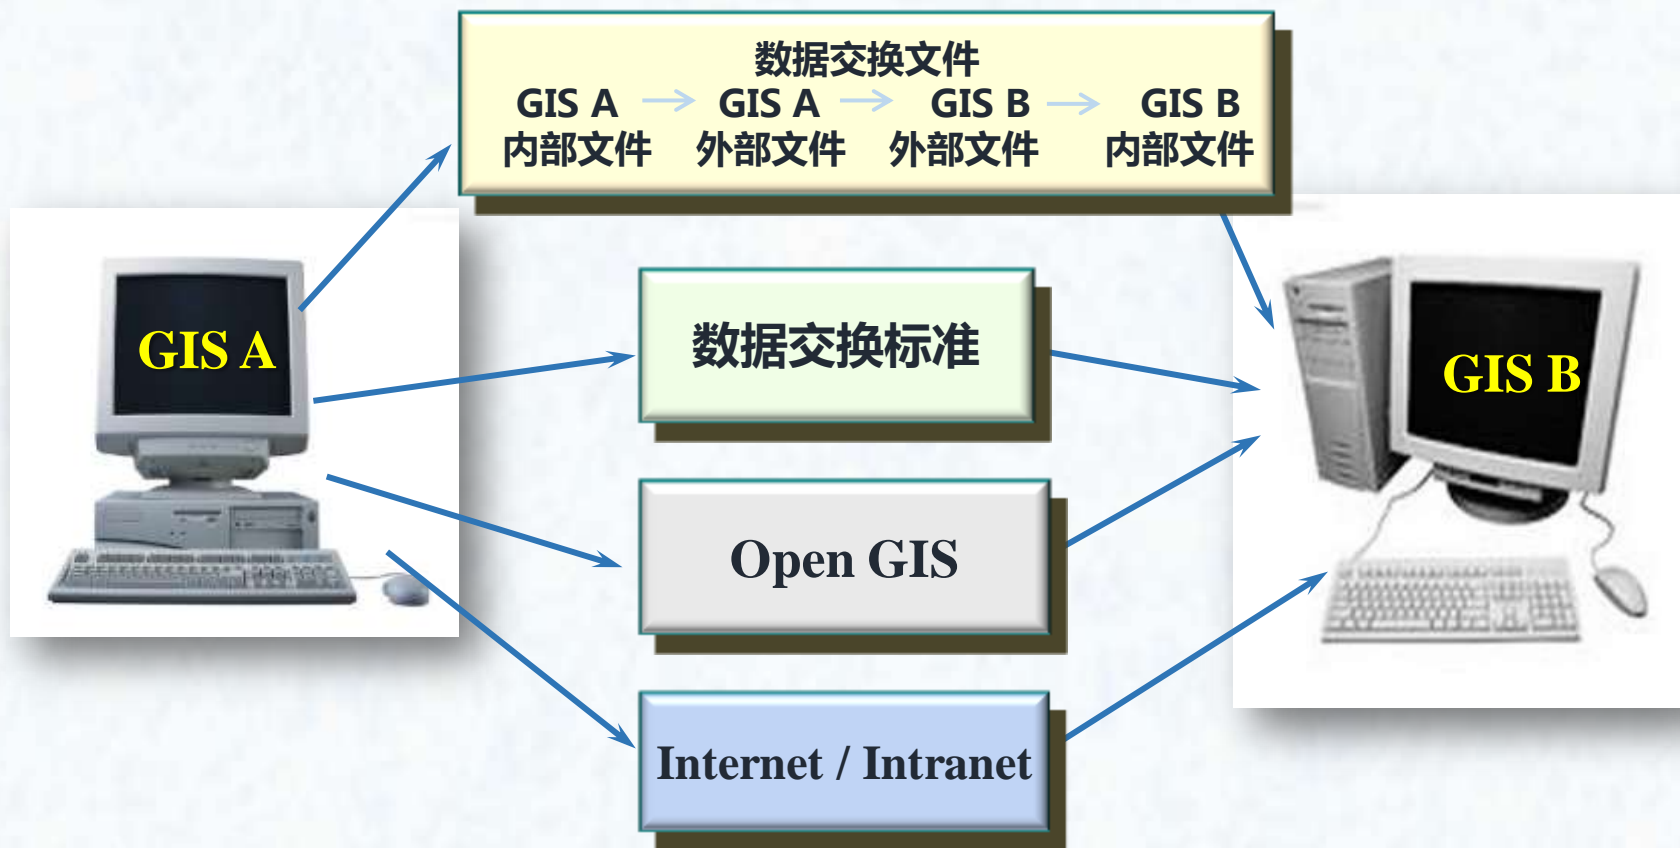 数据交换文件
GIS A → GIS A → GIS B → GIS B
内部文件 外部文件 外部文件 内部文件
GIS A
数据交换标准
GIS B
Open GIS
Internet / Intranet